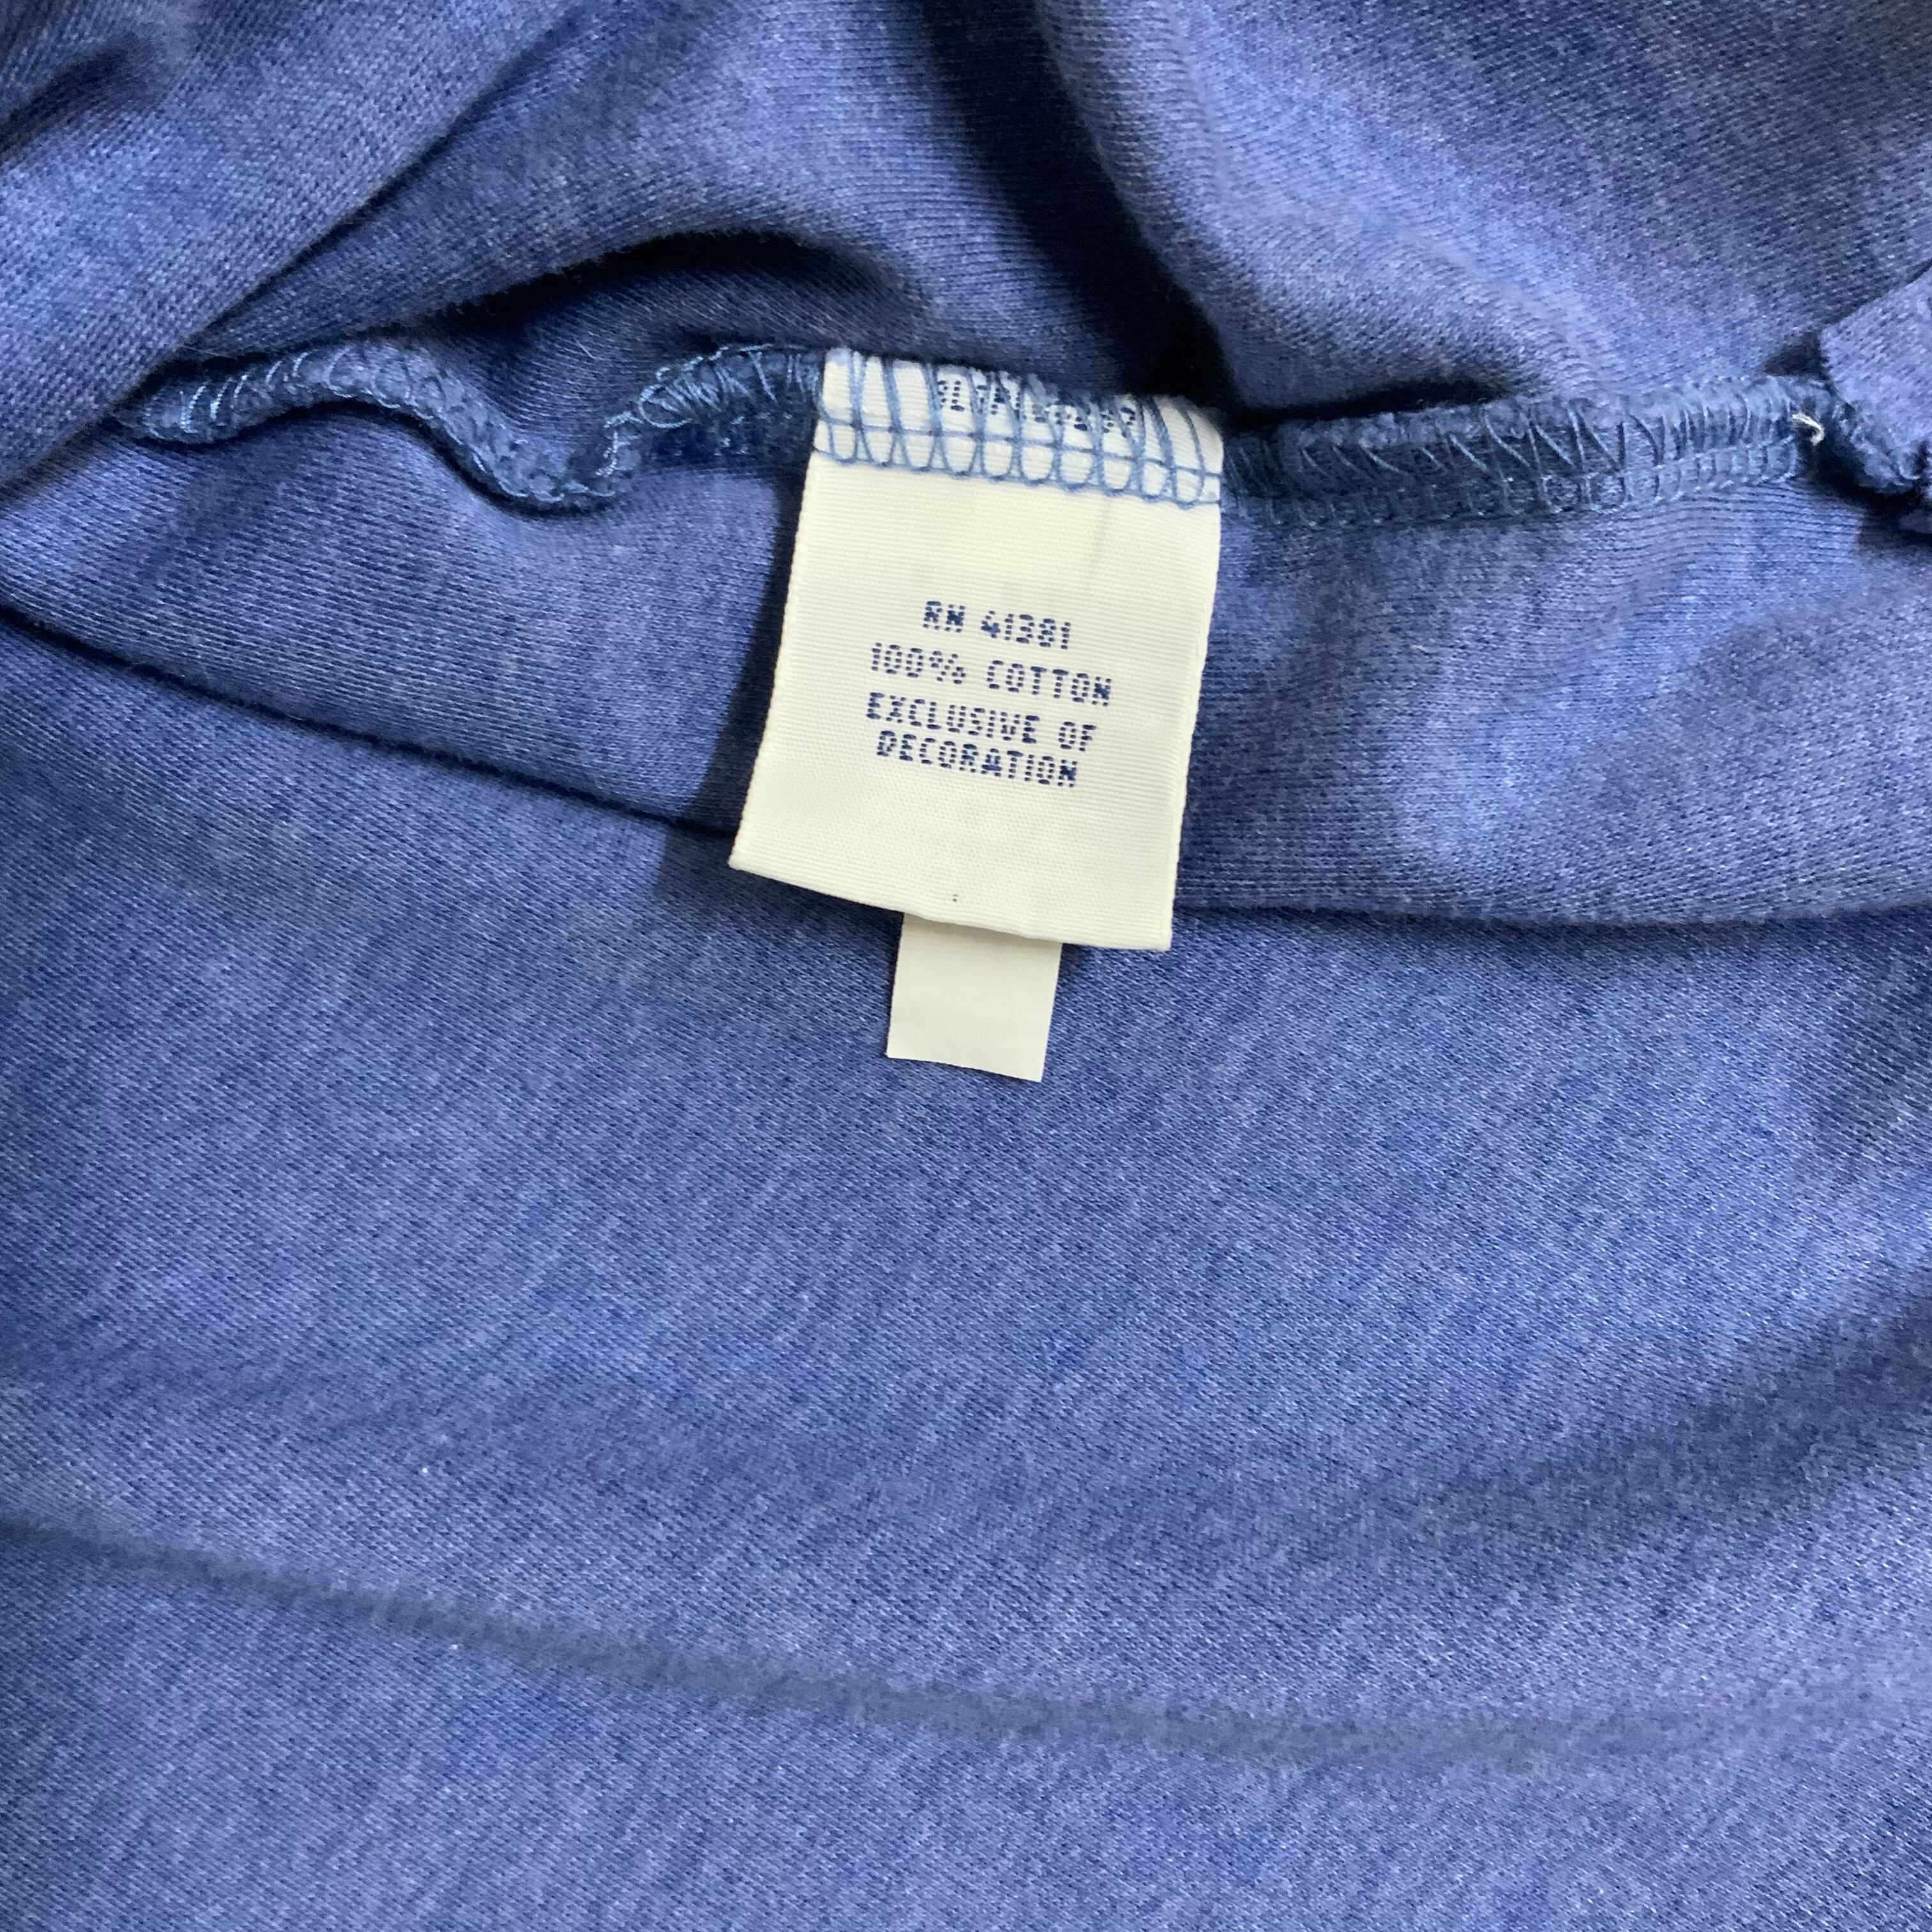 RN 41381
100% COTTON
EXCLUSIVE OF
DECORATION